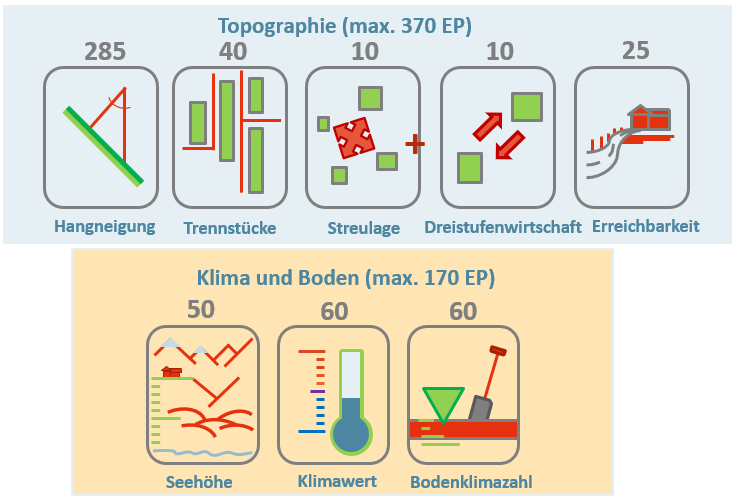 Topographie (max. 370 EP)
285 40 10 10 25
+
Hangneigung Trennstücke Streulage Dreistufenwirtschaft Erreichbarkeit
Klima und Boden (max. 170 EP)
50 60 60
Seehöhe Klimawert Bodenklimazahl